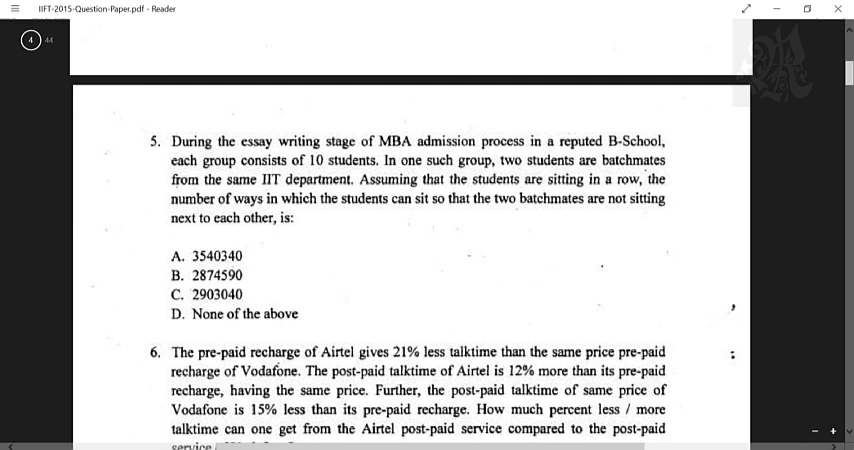 IIFT-2015-Question-Paper.pdf - Reader
4 44
5. During the essay writing stage of MBA admission process in a reputed B-School,
each group consists of 10 students. In one such group, two students are batchmates
from the same IIT department. Assuming that the students are sitting in a row, the
number of ways in which the students can sit so that the two batchmates are not sitting
next to each other, is:
A. 3540340
B. 2874590
C. 2903040
D. None of the above
6. The pre-paid recharge of Airtel gives 21% less talktime than the same price pre-paid
recharge of Vodafone. The post-paid talktime of Airtel is 12% more than its pre-paid
recharge, having the same price. Further, the post-paid talktime of same price of
Vodafone is 15% less than its pre-paid recharge. How much percent less / more
talktime can one get from the Airtel post-paid service compared to the post-paid
service